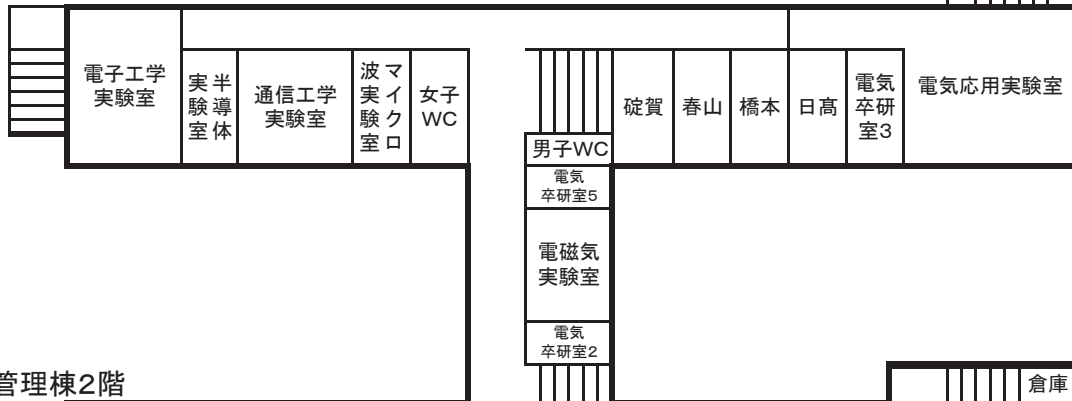 電子工学
実験室
半導体
実験室
通信工学
実験室
マイクロ
波実験室
女子
WC
男子WC
電気
卒研室5
電磁気
実験室
電気
卒研室2
碇賀
春山
橋本
日髙
電気
卒研
室3
電気応用実験室
管理棟2階
倉庫